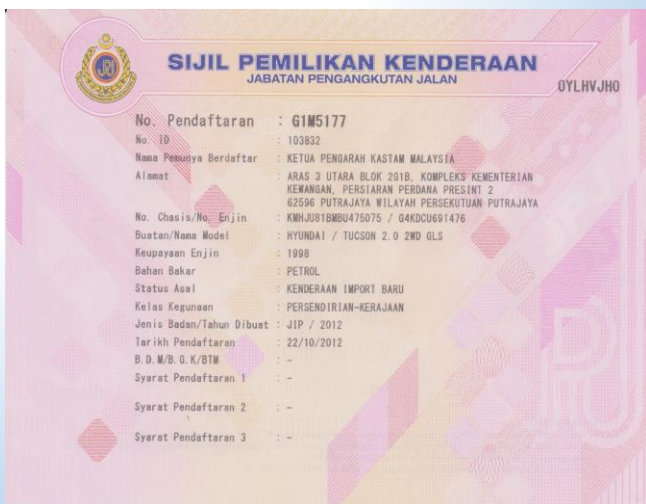 SIJIL PEMILIKAN KENDERAAN
JABATAN PENGANGKUTAN JALAN
0YLHVJH0
No. Pendaftaran : G1M5177
No. ID : 103832
Nama Pemunya Berdaftar : KETUA PENGARAH KASTAM MALAYSIA
Alamat : ARAS 3 UTARA BLOK 2G1B, KOMPLEKS KEMENTERIAN
KEWANGAN, PERSIARAN PERDANA PRESINT 2
62596 PUTRAJAYA WILAYAH PERSEKUTUAN PUTRAJAYA
No. Chasis/No. Enjin : KMHJU81BMBU475075 / G4KDCU691476
Buatan/Nama Model : HYUNDAI / TUCSON 2.0 2WD GLS
Keupayaan Enjin : 1998
Bahan Bakar : PETROL
Status Asal : KENDERAAN IMPORT BARU
Kelas Kegunaan : PERSENDIRIAN-KERAJAAN
Jenis Badan/Tahun Dibuat : JIP / 2012
Tarikh Pendaftaran : 22/10/2012
B.D.M/B.G.K/BTM : -
Syarat Pendaftaran 1 : -
Syarat Pendaftaran 2 : -
Syarat Pendaftaran 3 : -